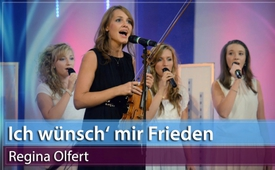 Ich wünsch‘ mir Frieden
Regina Olfert